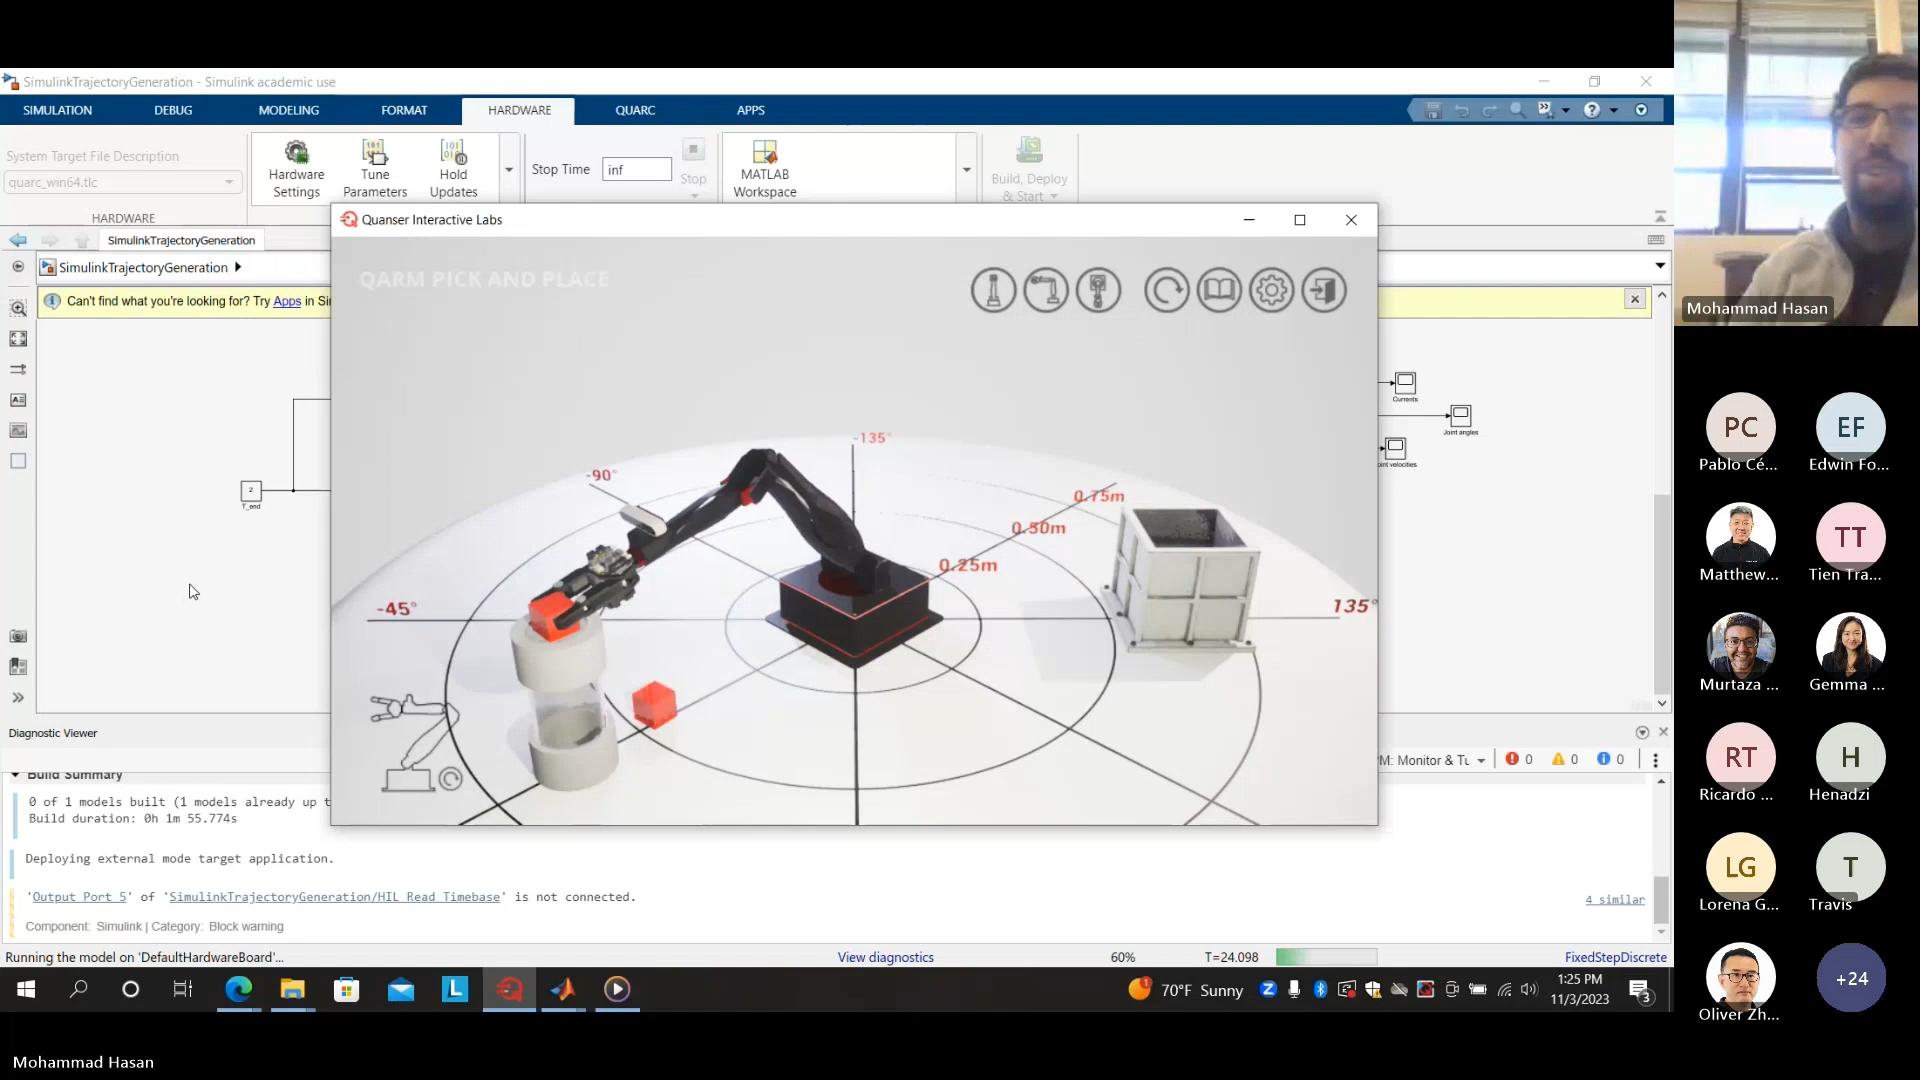 SimulinkTrajectoryGeneration - Simulink academic use
SIMULATION DEBUG MODELING FORMAT HARDWARE QUARC APPS
System Target File Description
quarc_win64.tlc
HARDWARE
Hardware Settings
Tune Parameters
Hold Updates
Stop Time inf
Stop
MATLAB Workspace
Build, Deploy & Start
SimulinkTrajectoryGeneration
SimulinkTrajectoryGeneration
Can't find what you're looking for? Try Apps in Si
Quanser Interactive Labs
QARM PICK AND PLACE
-135°
-90°
0.75m
0.50m
0.25m
-45°
135°
2
T_end
Currents
Joint angles
oint velocities
Diagnostic Viewer
Build Summary
0 of 1 models built (1 models already up t
Build duration: 0h 1m 55.774s
Deploying external mode target application.
'Output Port 5' of 'SimulinkTrajectoryGeneration/HIL Read Timebase' is not connected.
4 similar
Component: Simulink | Category: Block warning
M: Monitor & Tu
0 0 0
Running the model on 'DefaultHardwareBoard'...
View diagnostics
60%
T=24.098
FixedStepDiscrete
1
70°F Sunny
1:25 PM
11/3/2023
3
Mohammad Hasan
PC
Pablo Cé...
EF
Edwin Fo...
Matthew...
TT
Tien Tra...
Murtaza ...
Gemma ...
RT
Ricardo ...
H
Henadzi
LG
Lorena G...
T
Travis
Oliver Zh...
+24
Mohammad Hasan